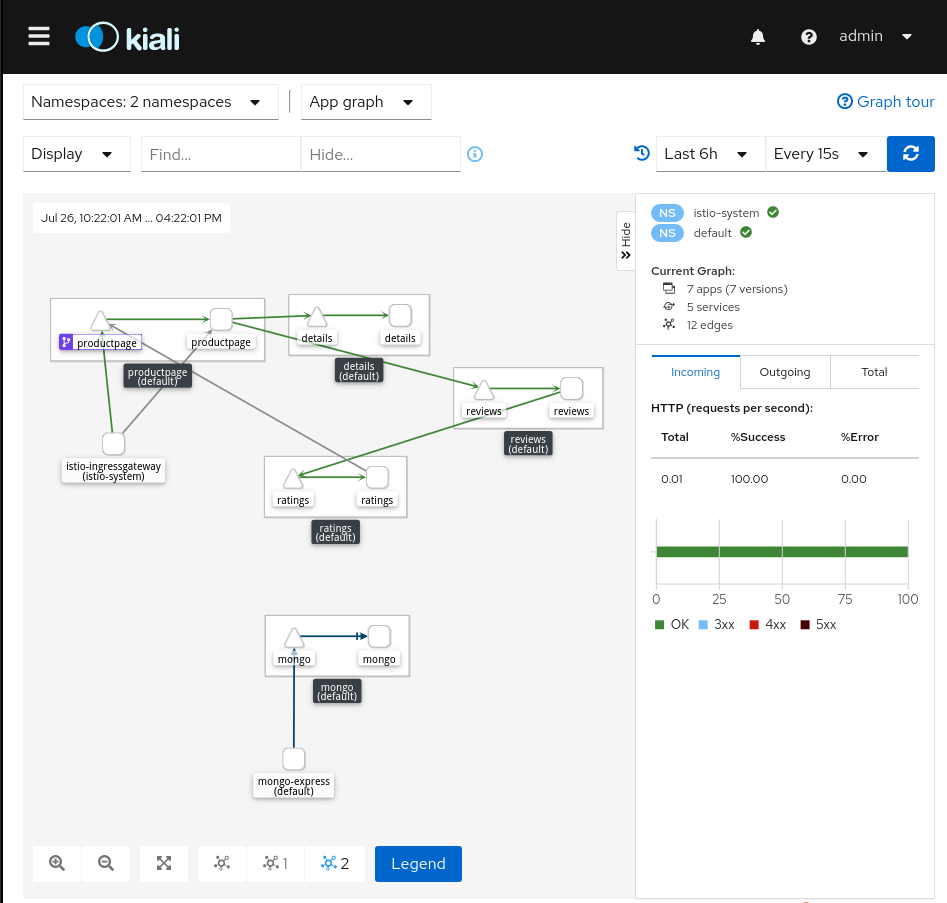 kiali
admin
Namespaces: 2 namespaces
App graph
Graph tour
Display
Find...
Hide...
Last 6h
Every 15s
Jul 26, 10:22:01 AM ... 04:22:01 PM
Hide
productpage
productpage
productpage
(default)
details
details
details
(default)
reviews
reviews
reviews
(default)
istio-ingressgateway
(istio-system)
ratings
ratings
ratings
(default)
mongo
mongo
mongo
(default)
mongo-express
(default)
1
2
Legend
NS istio-system
NS default
Current Graph:
7 apps (7 versions)
5 services
12 edges
Incoming
Outgoing
Total
HTTP (requests per second):
Total %Success %Error
0.01 100.00 0.00
0 25 50 75 100
OK 3xx 4xx 5xx